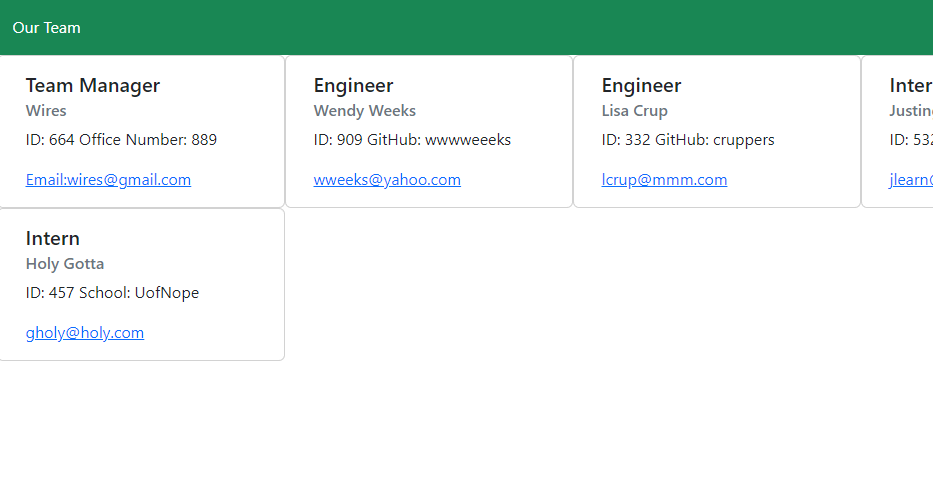 Our Team
Team Manager
Wires
ID: 664 Office Number: 889
Email:wires@gmail.com
Engineer
Wendy Weeks
ID: 909 GitHub: wwwweeeks
wweeks@yahoo.com
Engineer
Lisa Crup
ID: 332 GitHub: cruppers
lcrup@mmm.com
Inter
Justin
ID: 532
jlearn@
Intern
Holy Gotta
ID: 457 School: UofNope
gholy@holy.com